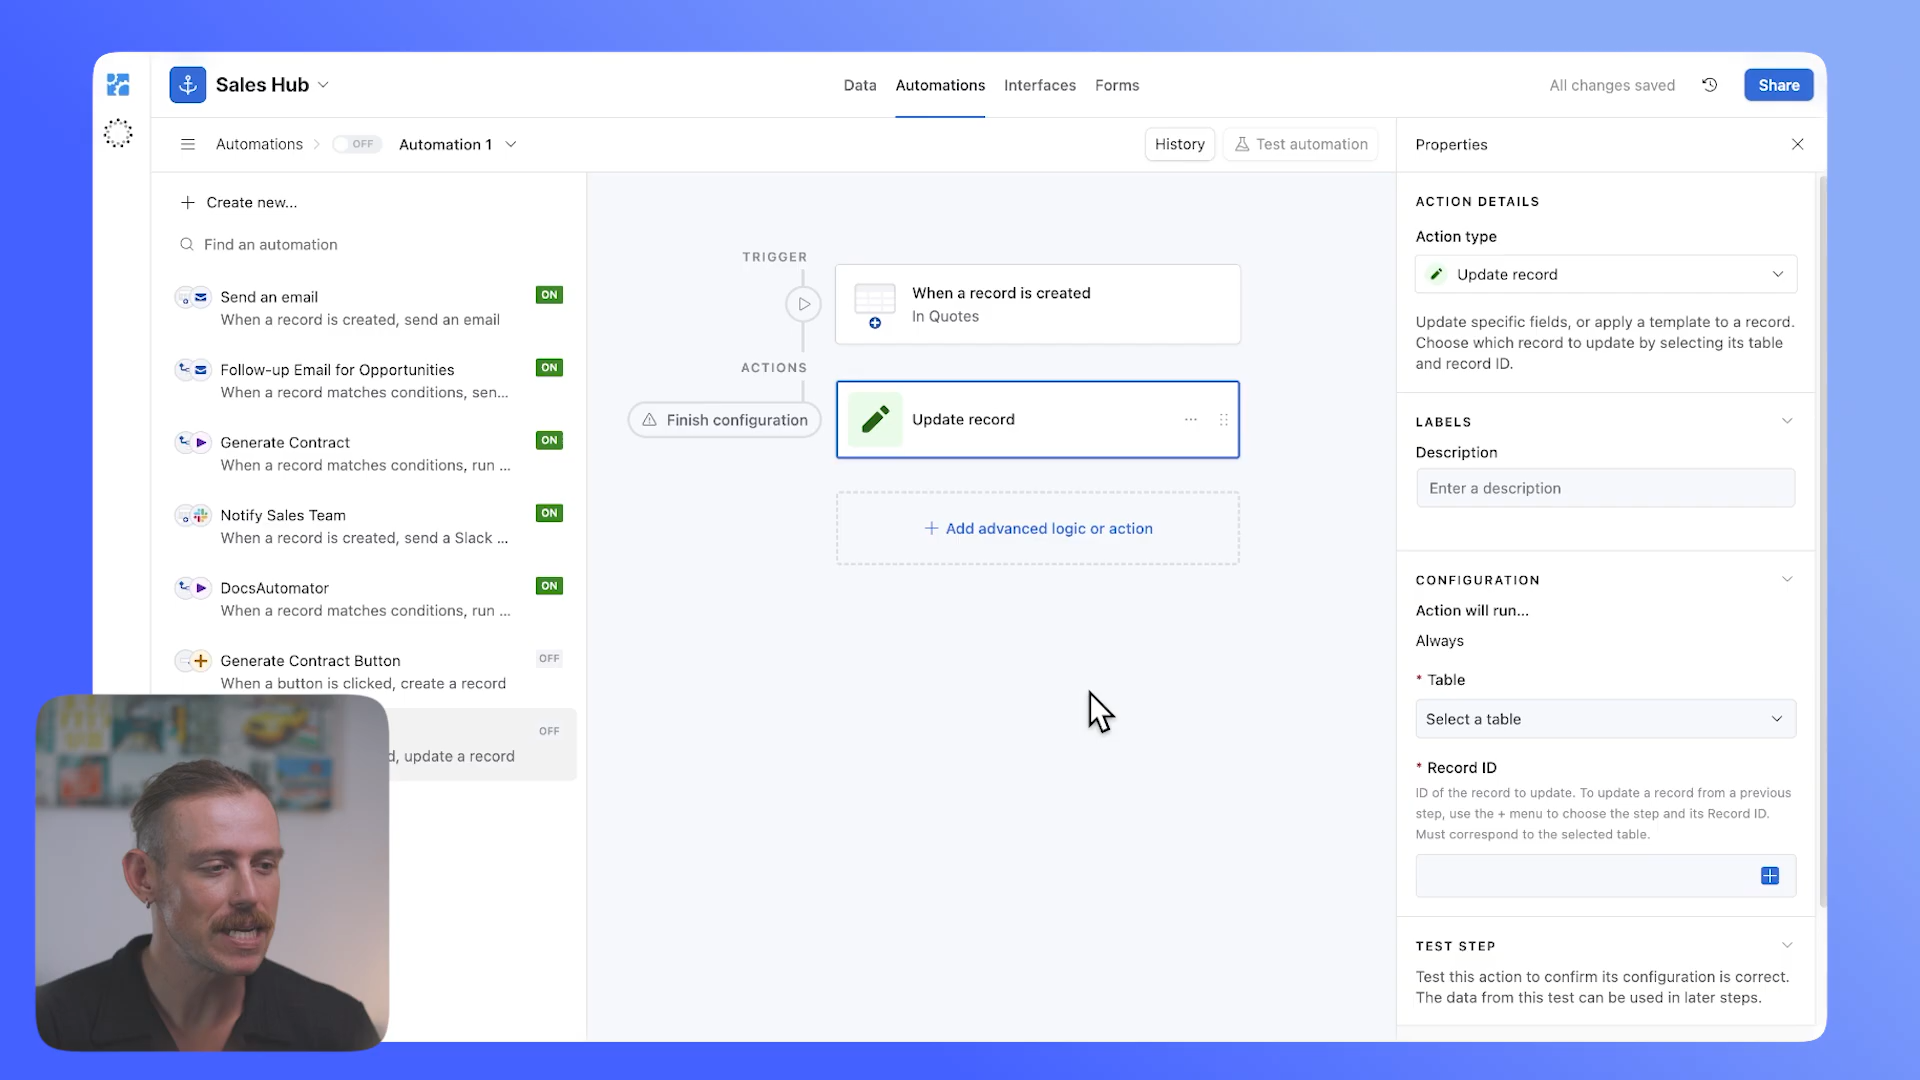 Sales Hub
Data Automations Interfaces Forms
All changes saved
Share
Automations
OFF
Automation 1
History
Test automation
Properties
Create new...
Find an automation
Send an email
ON
When a record is created, send an email
Follow-up Email for Opportunities
ON
When a record matches conditions, sen...
Generate Contract
ON
When a record matches conditions, run ...
Notify Sales Team
ON
When a record is created, send a Slack ...
DocsAutomator
ON
When a record matches conditions, run ...
Generate Contract Button
OFF
When a button is clicked, create a record
OFF
d, update a record
TRIGGER
When a record is created
In Quotes
ACTIONS
Finish configuration
Update record
Add advanced logic or action
ACTION DETAILS
Action type
Update record
Update specific fields, or apply a template to a record.
Choose which record to update by selecting its table
and record ID.
LABELS
Description
Enter a description
CONFIGURATION
Action will run...
Always
* Table
Select a table
* Record ID
ID of the record to update. To update a record from a previous
step, use the + menu to choose the step and its Record ID.
Must correspond to the selected table.
TEST STEP
Test this action to confirm its configuration is correct.
The data from this test can be used in later steps.